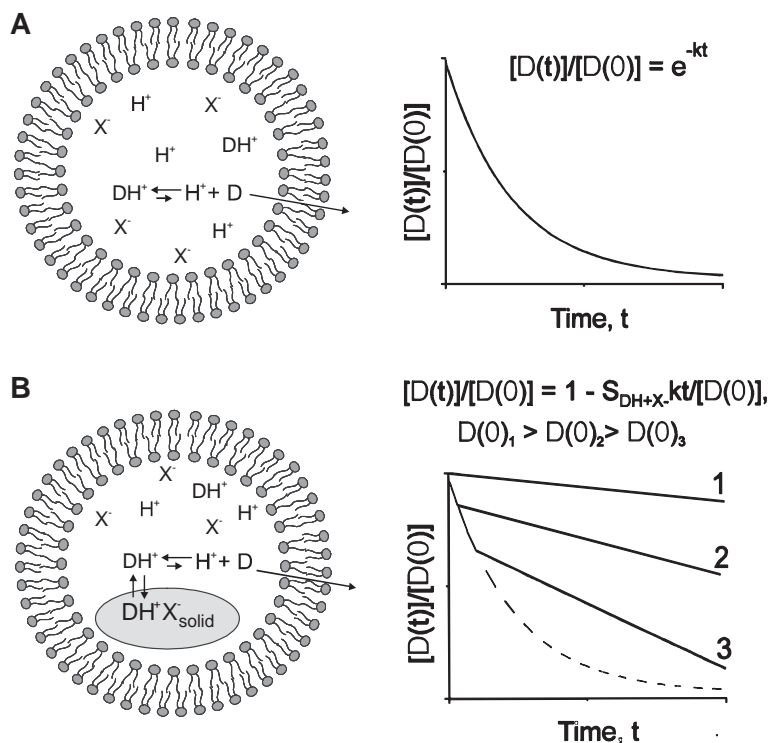 A
[D(t)]/[D(0)] = e⁻ᵏᵗ
H⁺
X⁻
X⁻
H⁺
DH⁺
DH⁺ H⁺ + D
X⁻
H⁺
X⁻
[D(t)]/[D(0)]
Time, t
B
[D(t)]/[D(0)] = 1 - S_DH+X- kt/[D(0)],
D(0)₁ > D(0)₂ > D(0)₃
X⁻
DH⁺
X⁻
H⁺
H⁺
X⁻
DH⁺ H⁺ + D
DH⁺X⁻solid
[D(t)]/[D(0)]
1
2
3
Time, t